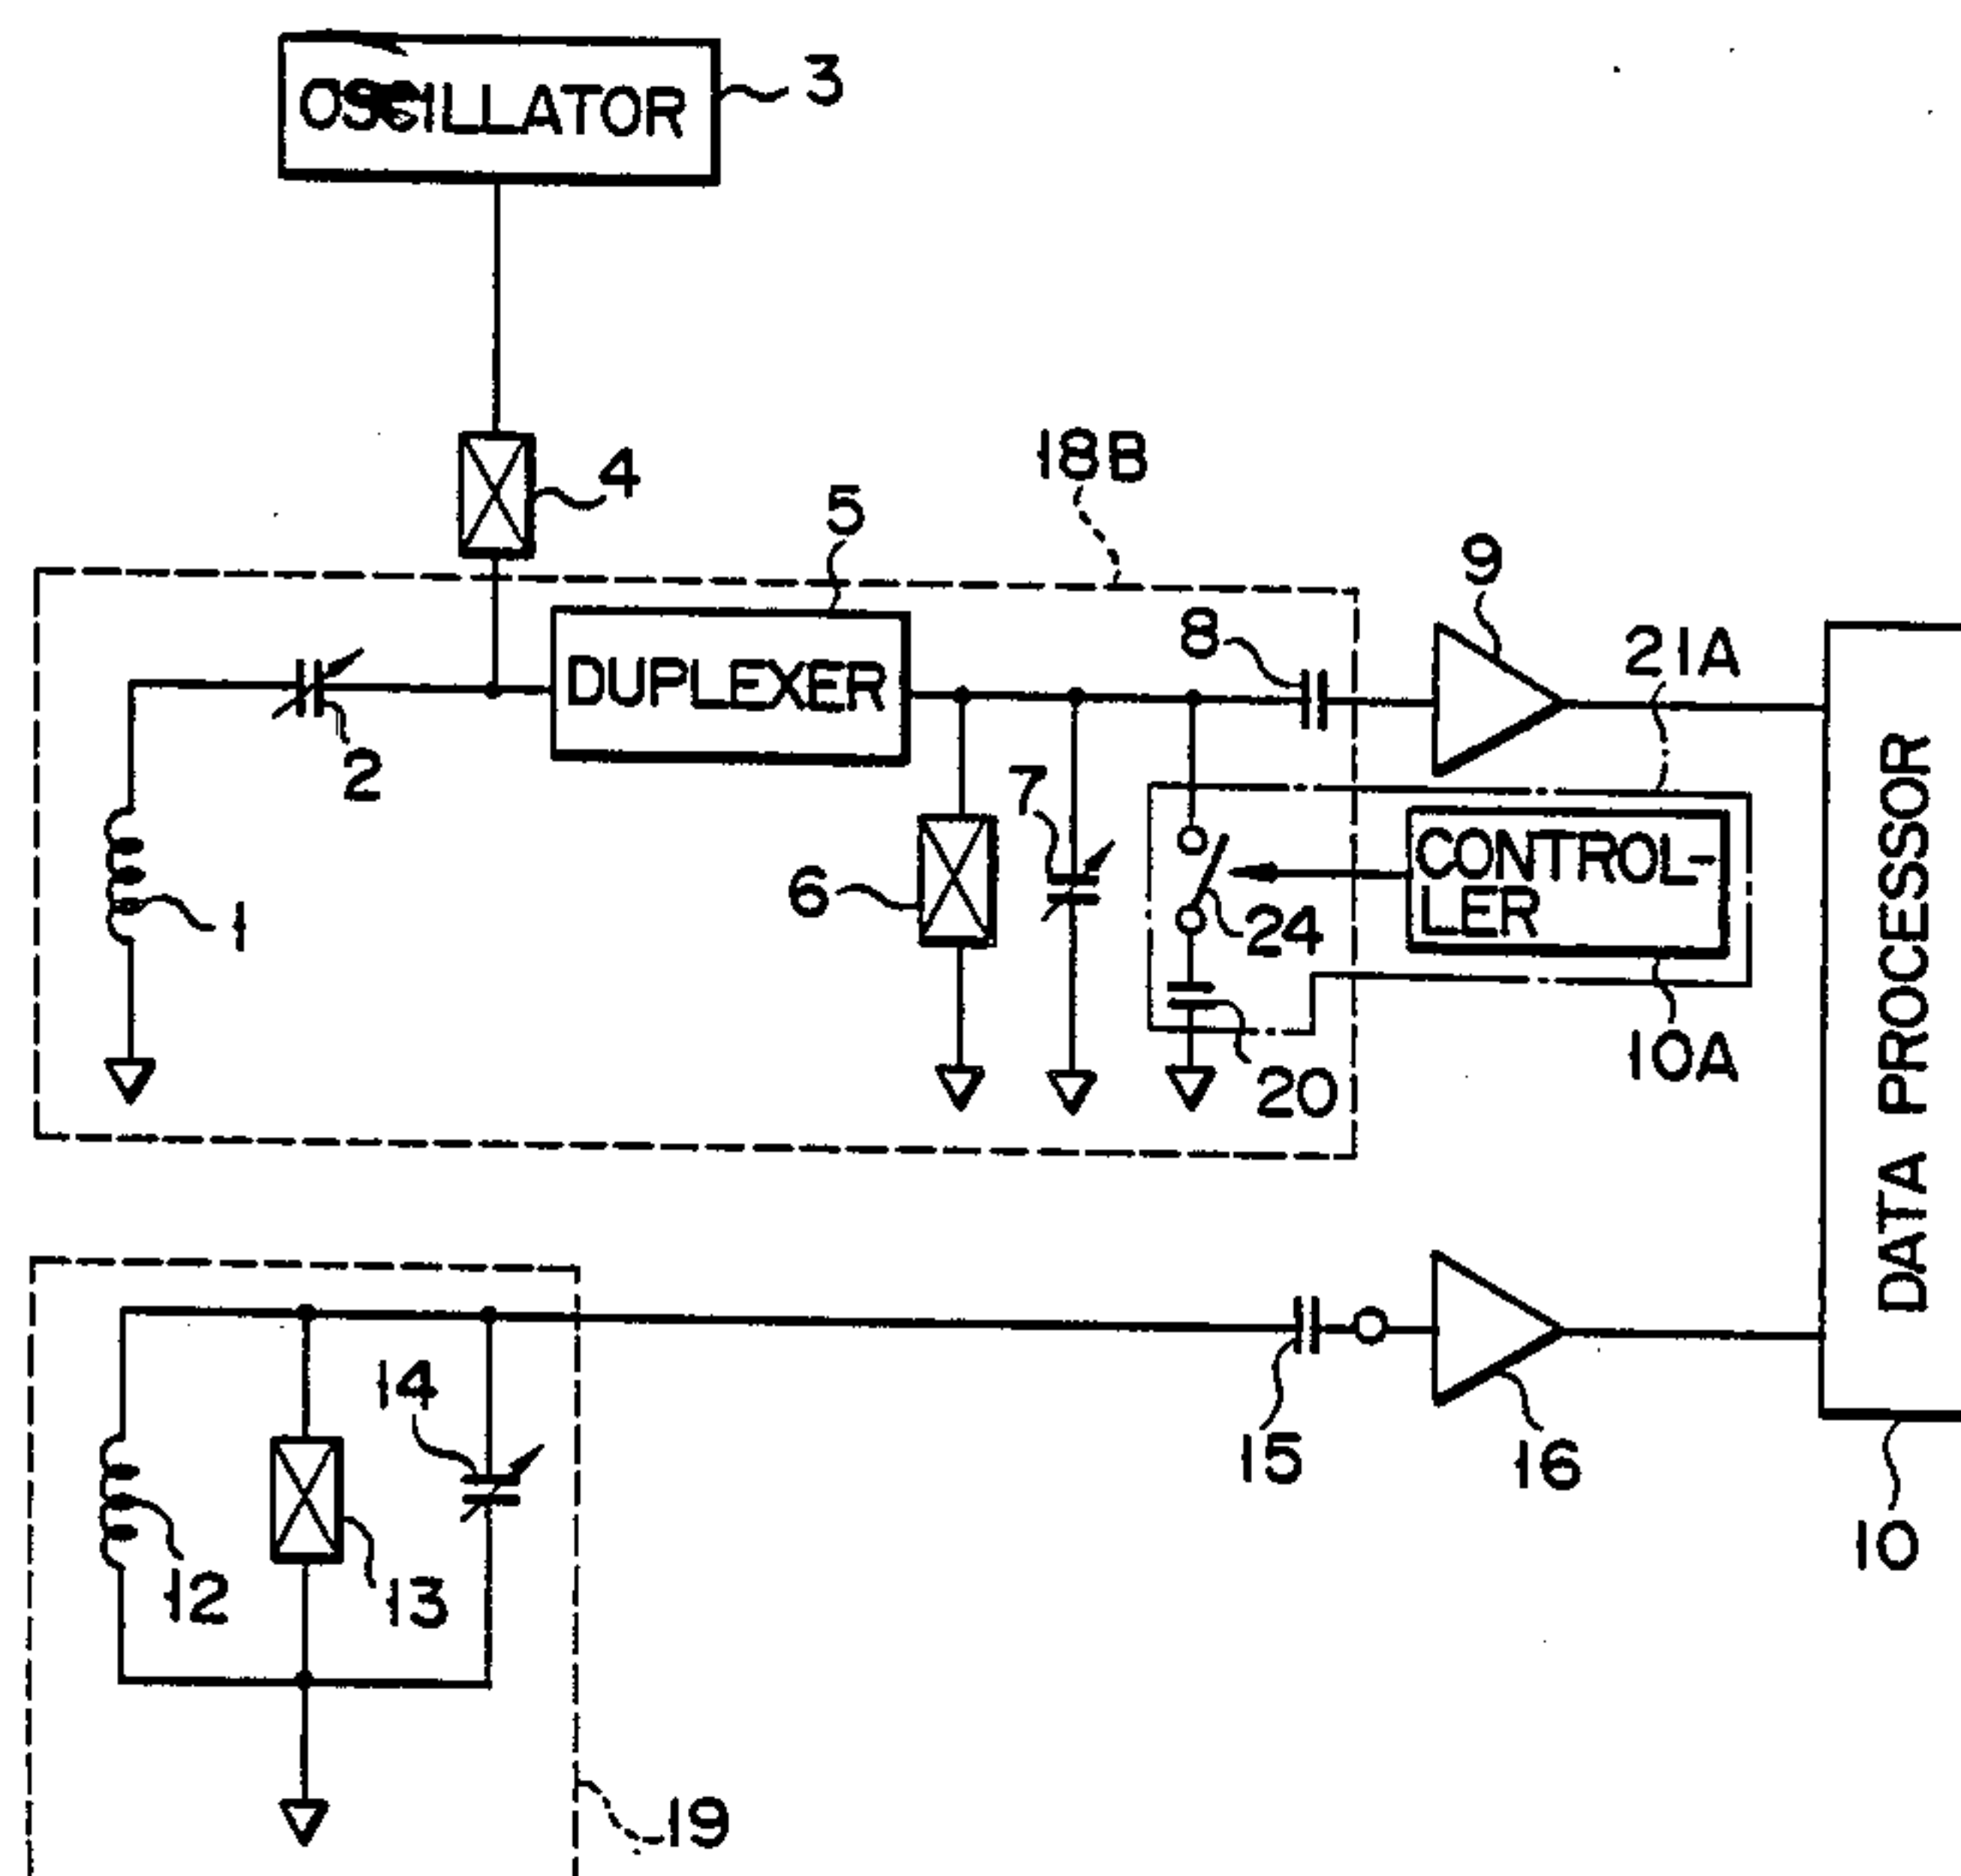 OSCILLATOR
3
4
18B
5
9
8
21A
DUPLEXER
2
7
CONTROL-
LER
6
24
1
10A
20
DATA PROCESSOR
14
15
16
10
12
13
19